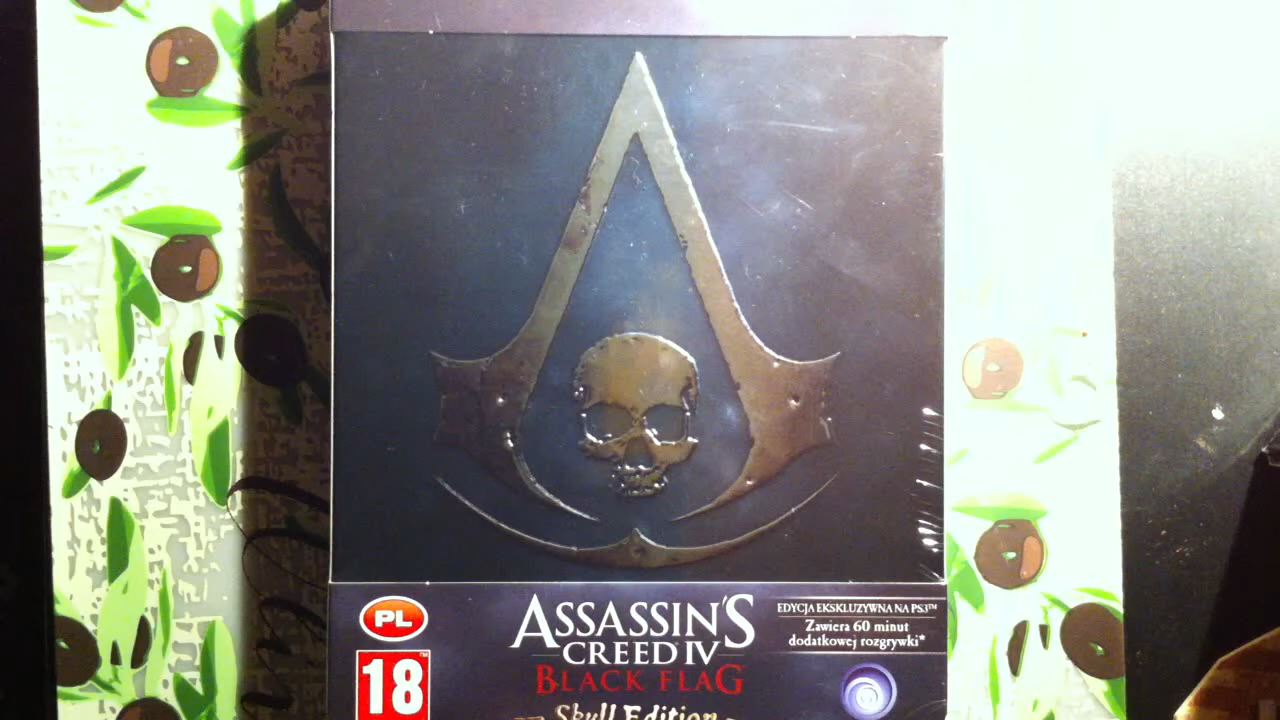 PL
18
ASSASSIN'S
CREED IV
BLACK FLAG
Skull Edition
EDYCJA EKSKLUZYWNA NA PS3™
Zawiera 60 minut
dodatkowej rozgrywki*